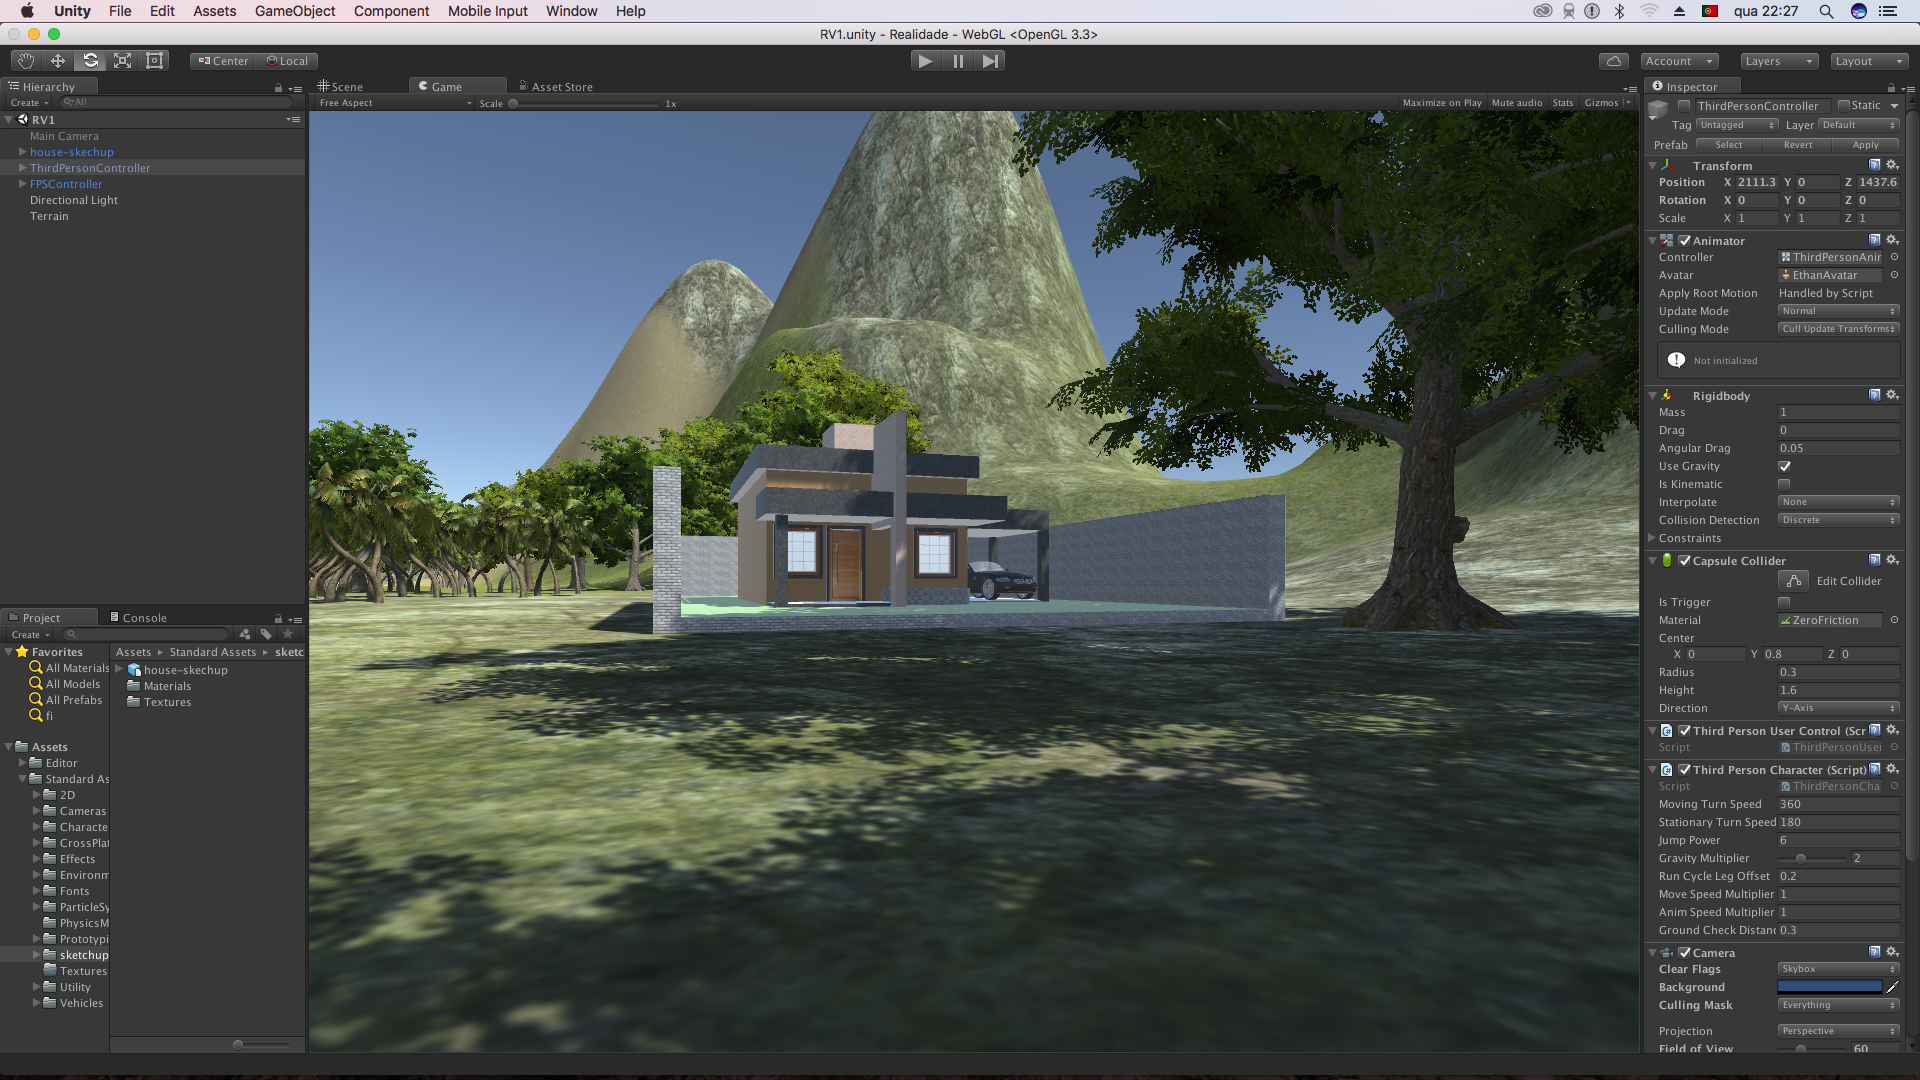 Unity File Edit Assets GameObject Component Mobile Input Window Help qua 22:27
RV1.unity - Realidade - WebGL <OpenGL 3.3>
Center Local Account Layers Layout
Hierarchy
Create All
RV1
Main Camera
house-skechup
ThirdPersonController
FPSController
Directional Light
Terrain
Scene Game Asset Store
Free Aspect Scale 1x Maximize on Play Mute audio Stats Gizmos
Project Console
Create
Favorites
All Materials
All Models
All Prefabs
fi
Assets
Editor
Standard As
2D
Cameras
Characte
CrossPlat
Effects
Environm
Fonts
ParticleSy
PhysicsM
Prototypi
sketchup
Textures
Utility
Vehicles
Assets Standard Assets sketc
house-skechup
Materials
Textures
Inspector
ThirdPersonController Static
Tag Untagged Layer Default
Prefab Select Revert Apply
Transform
Position X 2111.3 Y 0 Z 1437.6
Rotation X 0 Y 0 Z 0
Scale X 1 Y 1 Z 1
Animator
Controller ThirdPersonAnir
Avatar EthanAvatar
Apply Root Motion Handled by Script
Update Mode Normal
Culling Mode Cull Update Transforms
Not initialized
Rigidbody
Mass 1
Drag 0
Angular Drag 0.05
Use Gravity
Is Kinematic
Interpolate None
Collision Detection Discrete
Constraints
Capsule Collider
Edit Collider
Is Trigger
Material ZeroFriction
Center
X 0 Y 0.8 Z 0
Radius 0.3
Height 1.6
Direction Y-Axis
Third Person User Control (Scr
Script ThirdPersonUser
Third Person Character (Script)
Script ThirdPersonCha
Moving Turn Speed 360
Stationary Turn Speed 180
Jump Power 6
Gravity Multiplier 2
Run Cycle Leg Offset 0.2
Move Speed Multiplier 1
Anim Speed Multiplier 1
Ground Check Distanc 0.3
Camera
Clear Flags Skybox
Background
Culling Mask Everything
Projection Perspective
Field of View 60